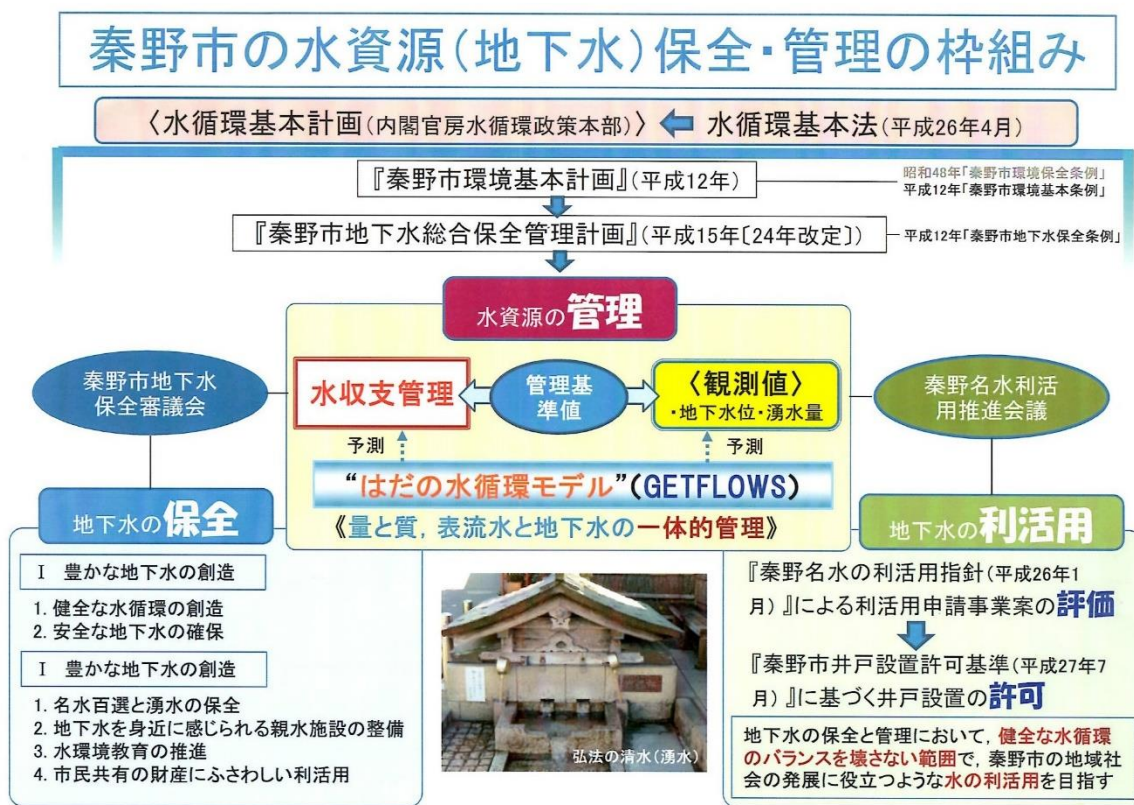 秦野市の水資源(地下水)保全・管理の枠組み
〈水循環基本計画(内閣官房水循環政策本部)〉
水循環基本法(平成26年4月)
『秦野市環境基本計画』(平成12年)
昭和48年「秦野市環境保全条例」
平成12年「秦野市環境基本条例」
『秦野市地下水総合保全管理計画』(平成15年〔24年改定〕)
平成12年「秦野市地下水保全条例」
水資源の管理
秦野市地下水
保全審議会
水収支管理
管理基
準値
〈観測値〉
・地下水位・湧水量
秦野名水利活
用推進会議
予測
予測
“はだの水循環モデル”(GETFLOWS)
《量と質，表流水と地下水の一体的管理》
地下水の保全
Ⅰ 豊かな地下水の創造
1. 健全な水循環の創造
2. 安全な地下水の確保
Ⅰ 豊かな地下水の創造
1. 名水百選と湧水の保全
2. 地下水を身近に感じられる親水施設の整備
3. 水環境教育の推進
4. 市民共有の財産にふさわしい利活用
弘法の清水(湧水)
地下水の利活用
『秦野名水の利活用指針(平成26年1
月)』による利活用申請事業案の評価
『秦野市井戸設置許可基準(平成27年7
月)』に基づく井戸設置の許可
地下水の保全と管理において，健全な水循環
のバランスを壊さない範囲で，秦野市の地域社
会の発展に役立つような水の利活用を目指す